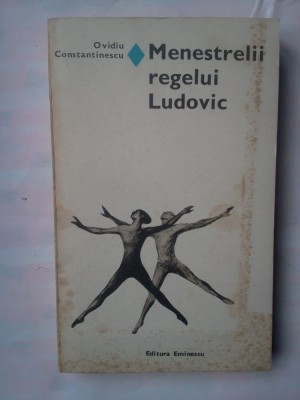 Ovidiu
Constantinescu
Menestrelii
regelui
Ludovic
Editura Eminescu